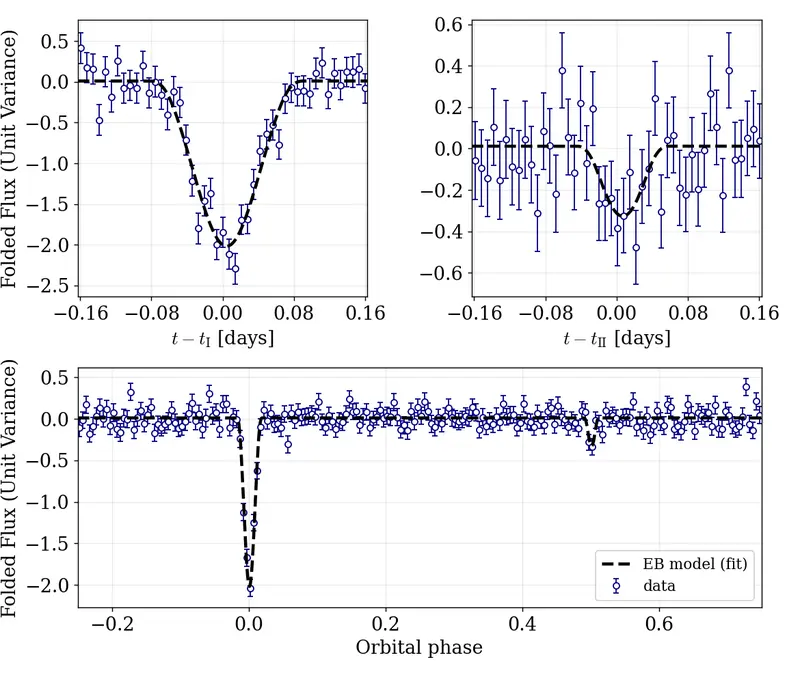 Folded Flux (Unit Variance)
0.5
0.0
−0.5
−1.0
−1.5
−2.0
−2.5
−0.16 −0.08 0.00 0.08 0.16
t − tI [days]
0.6
0.4
0.2
0.0
−0.2
−0.4
−0.6
−0.16 −0.08 0.00 0.08 0.16
t − tII [days]
Folded Flux (Unit Variance)
0.5
0.0
−0.5
−1.0
−1.5
−2.0
−0.2 0.0 0.2 0.4 0.6
Orbital phase
EB model (fit)
data